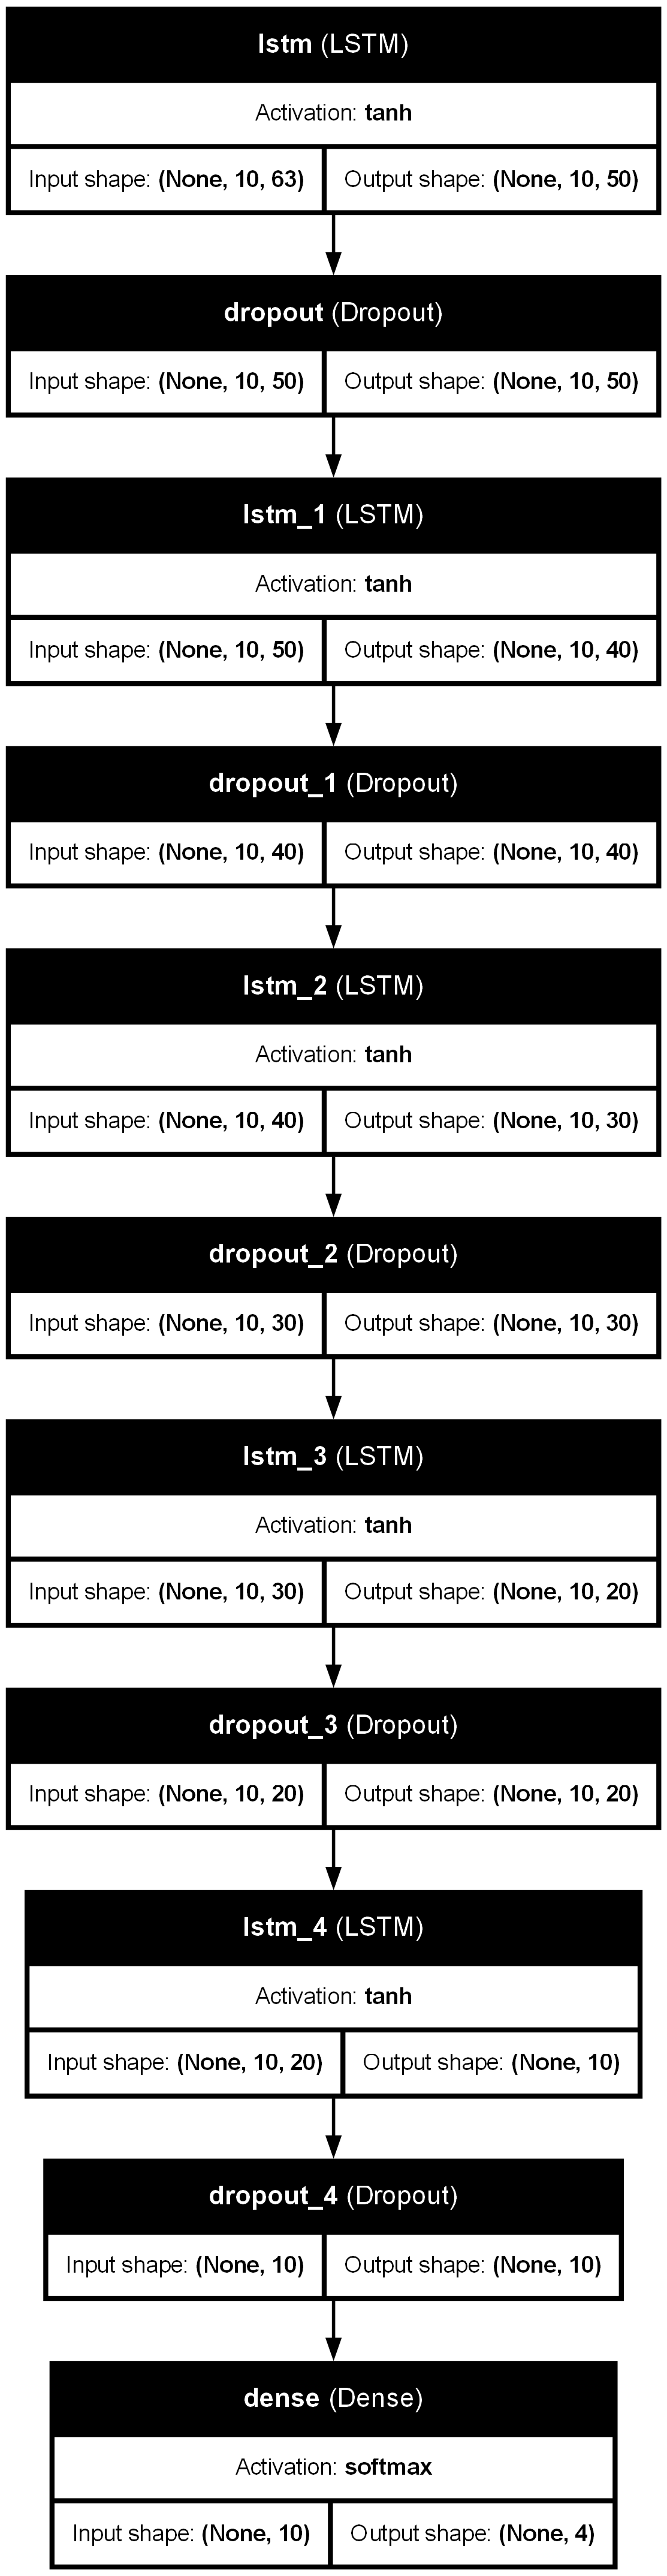 lstm (LSTM)
Activation: tanh
Input shape: (None, 10, 63) Output shape: (None, 10, 50)
dropout (Dropout)
Input shape: (None, 10, 50) Output shape: (None, 10, 50)
lstm_1 (LSTM)
Activation: tanh
Input shape: (None, 10, 50) Output shape: (None, 10, 40)
dropout_1 (Dropout)
Input shape: (None, 10, 40) Output shape: (None, 10, 40)
lstm_2 (LSTM)
Activation: tanh
Input shape: (None, 10, 40) Output shape: (None, 10, 30)
dropout_2 (Dropout)
Input shape: (None, 10, 30) Output shape: (None, 10, 30)
lstm_3 (LSTM)
Activation: tanh
Input shape: (None, 10, 30) Output shape: (None, 10, 20)
dropout_3 (Dropout)
Input shape: (None, 10, 20) Output shape: (None, 10, 20)
lstm_4 (LSTM)
Activation: tanh
Input shape: (None, 10, 20) Output shape: (None, 10)
dropout_4 (Dropout)
Input shape: (None, 10) Output shape: (None, 10)
dense (Dense)
Activation: softmax
Input shape: (None, 10) Output shape: (None, 4)